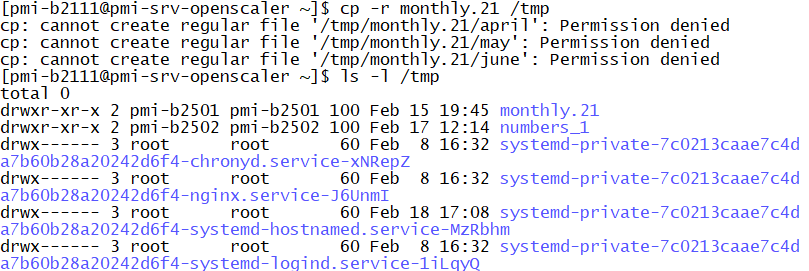 [pmi-b2111@pmi-srv-openscaler ~]$ cp -r monthly.21 /tmp
cp: cannot create regular file '/tmp/monthly.21/april': Permission denied
cp: cannot create regular file '/tmp/monthly.21/may': Permission denied
cp: cannot create regular file '/tmp/monthly.21/june': Permission denied
[pmi-b2111@pmi-srv-openscaler ~]$ ls -l /tmp
total 0
drwxr-xr-x 2 pmi-b2501 pmi-b2501 100 Feb 15 19:45 monthly.21
drwxr-xr-x 2 pmi-b2502 pmi-b2502 100 Feb 17 12:14 numbers_1
drwx------ 3 root      root       60 Feb  8 16:32 systemd-private-7c0213caae7c4d
a7b60b28a20242d6f4-chronyd.service-xNRepZ
drwx------ 3 root      root       60 Feb  8 16:32 systemd-private-7c0213caae7c4d
a7b60b28a20242d6f4-nginx.service-J6UnmI
drwx------ 3 root      root       60 Feb 18 17:08 systemd-private-7c0213caae7c4d
a7b60b28a20242d6f4-systemd-hostnamed.service-MzRbhm
drwx------ 3 root      root       60 Feb  8 16:32 systemd-private-7c0213caae7c4d
a7b60b28a20242d6f4-systemd-logind.service-1iLqyQ